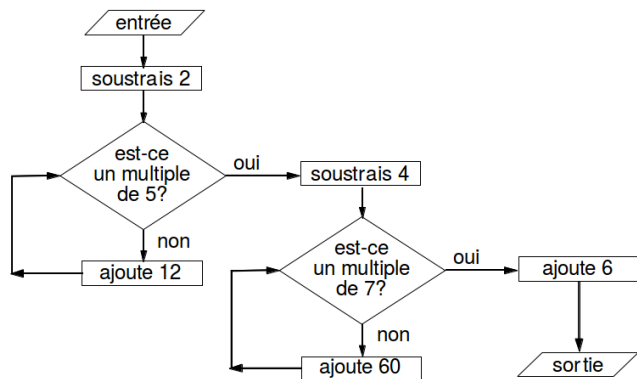 entrée
soustrais 2
est-ce
un multiple
de 5?
oui
non
ajoute 12
soustrais 4
est-ce
un multiple
de 7?
oui
non
ajoute 60
ajoute 6
sortie